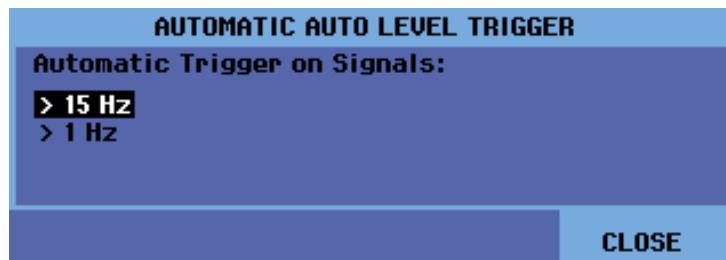 AUTOMATIC AUTO LEVEL TRIGGER
Automatic Trigger on Signals:
> 15 Hz
> 1 Hz
CLOSE